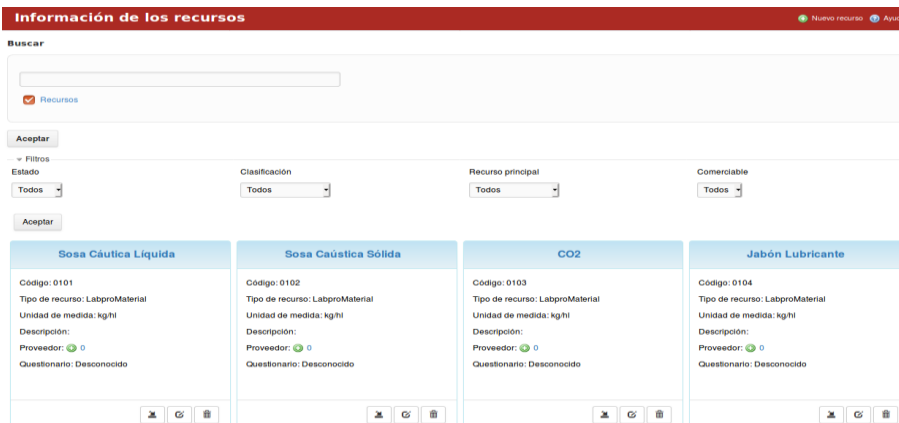 Información de los recursos
Nuevo recurso
Buscar
Recursos
Aceptar
Filtros
Estado Clasificación Recurso principal Comerciable
Todos Todos Todos Todos
Aceptar
Sosa Cáutica Líquida Sosa Caústica Sólida CO2 Jabón Lubricante
Código: 0101 Código: 0102 Código: 0103 Código: 0104
Tipo de recurso: LabproMaterial Tipo de recurso: LabproMaterial Tipo de recurso: LabproMaterial Tipo de recurso: LabproMaterial
Unidad de medida: kg/hl Unidad de medida: kg/hl Unidad de medida: kg/hl Unidad de medida: kg/hl
Descripción: Descripción: Descripción: Descripción:
Proveedor: 0 Proveedor: 0 Proveedor: 0 Proveedor: 0
Questionario: Desconocido Questionario: Desconocido Questionario: Desconocido Questionario: Desconocido